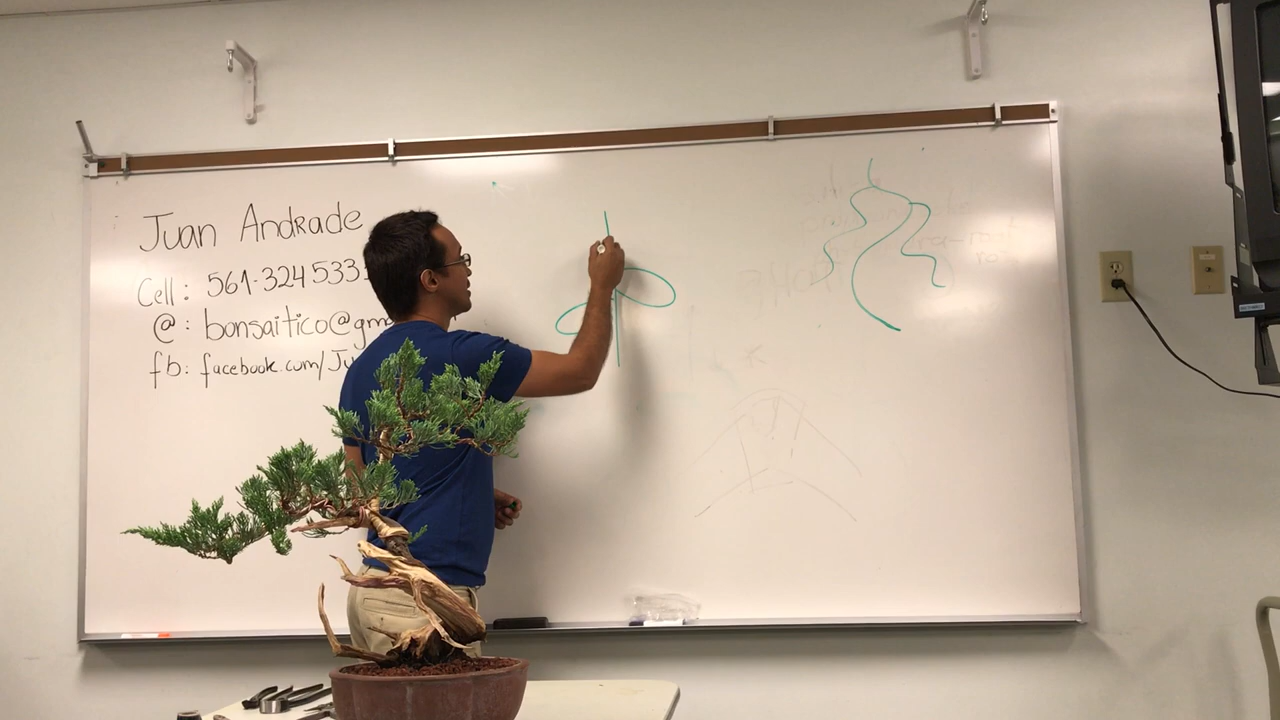 Juan Andrade
Cell: 561-324 533
@: bonsaitico@gm
fb: facebook.com/Ju